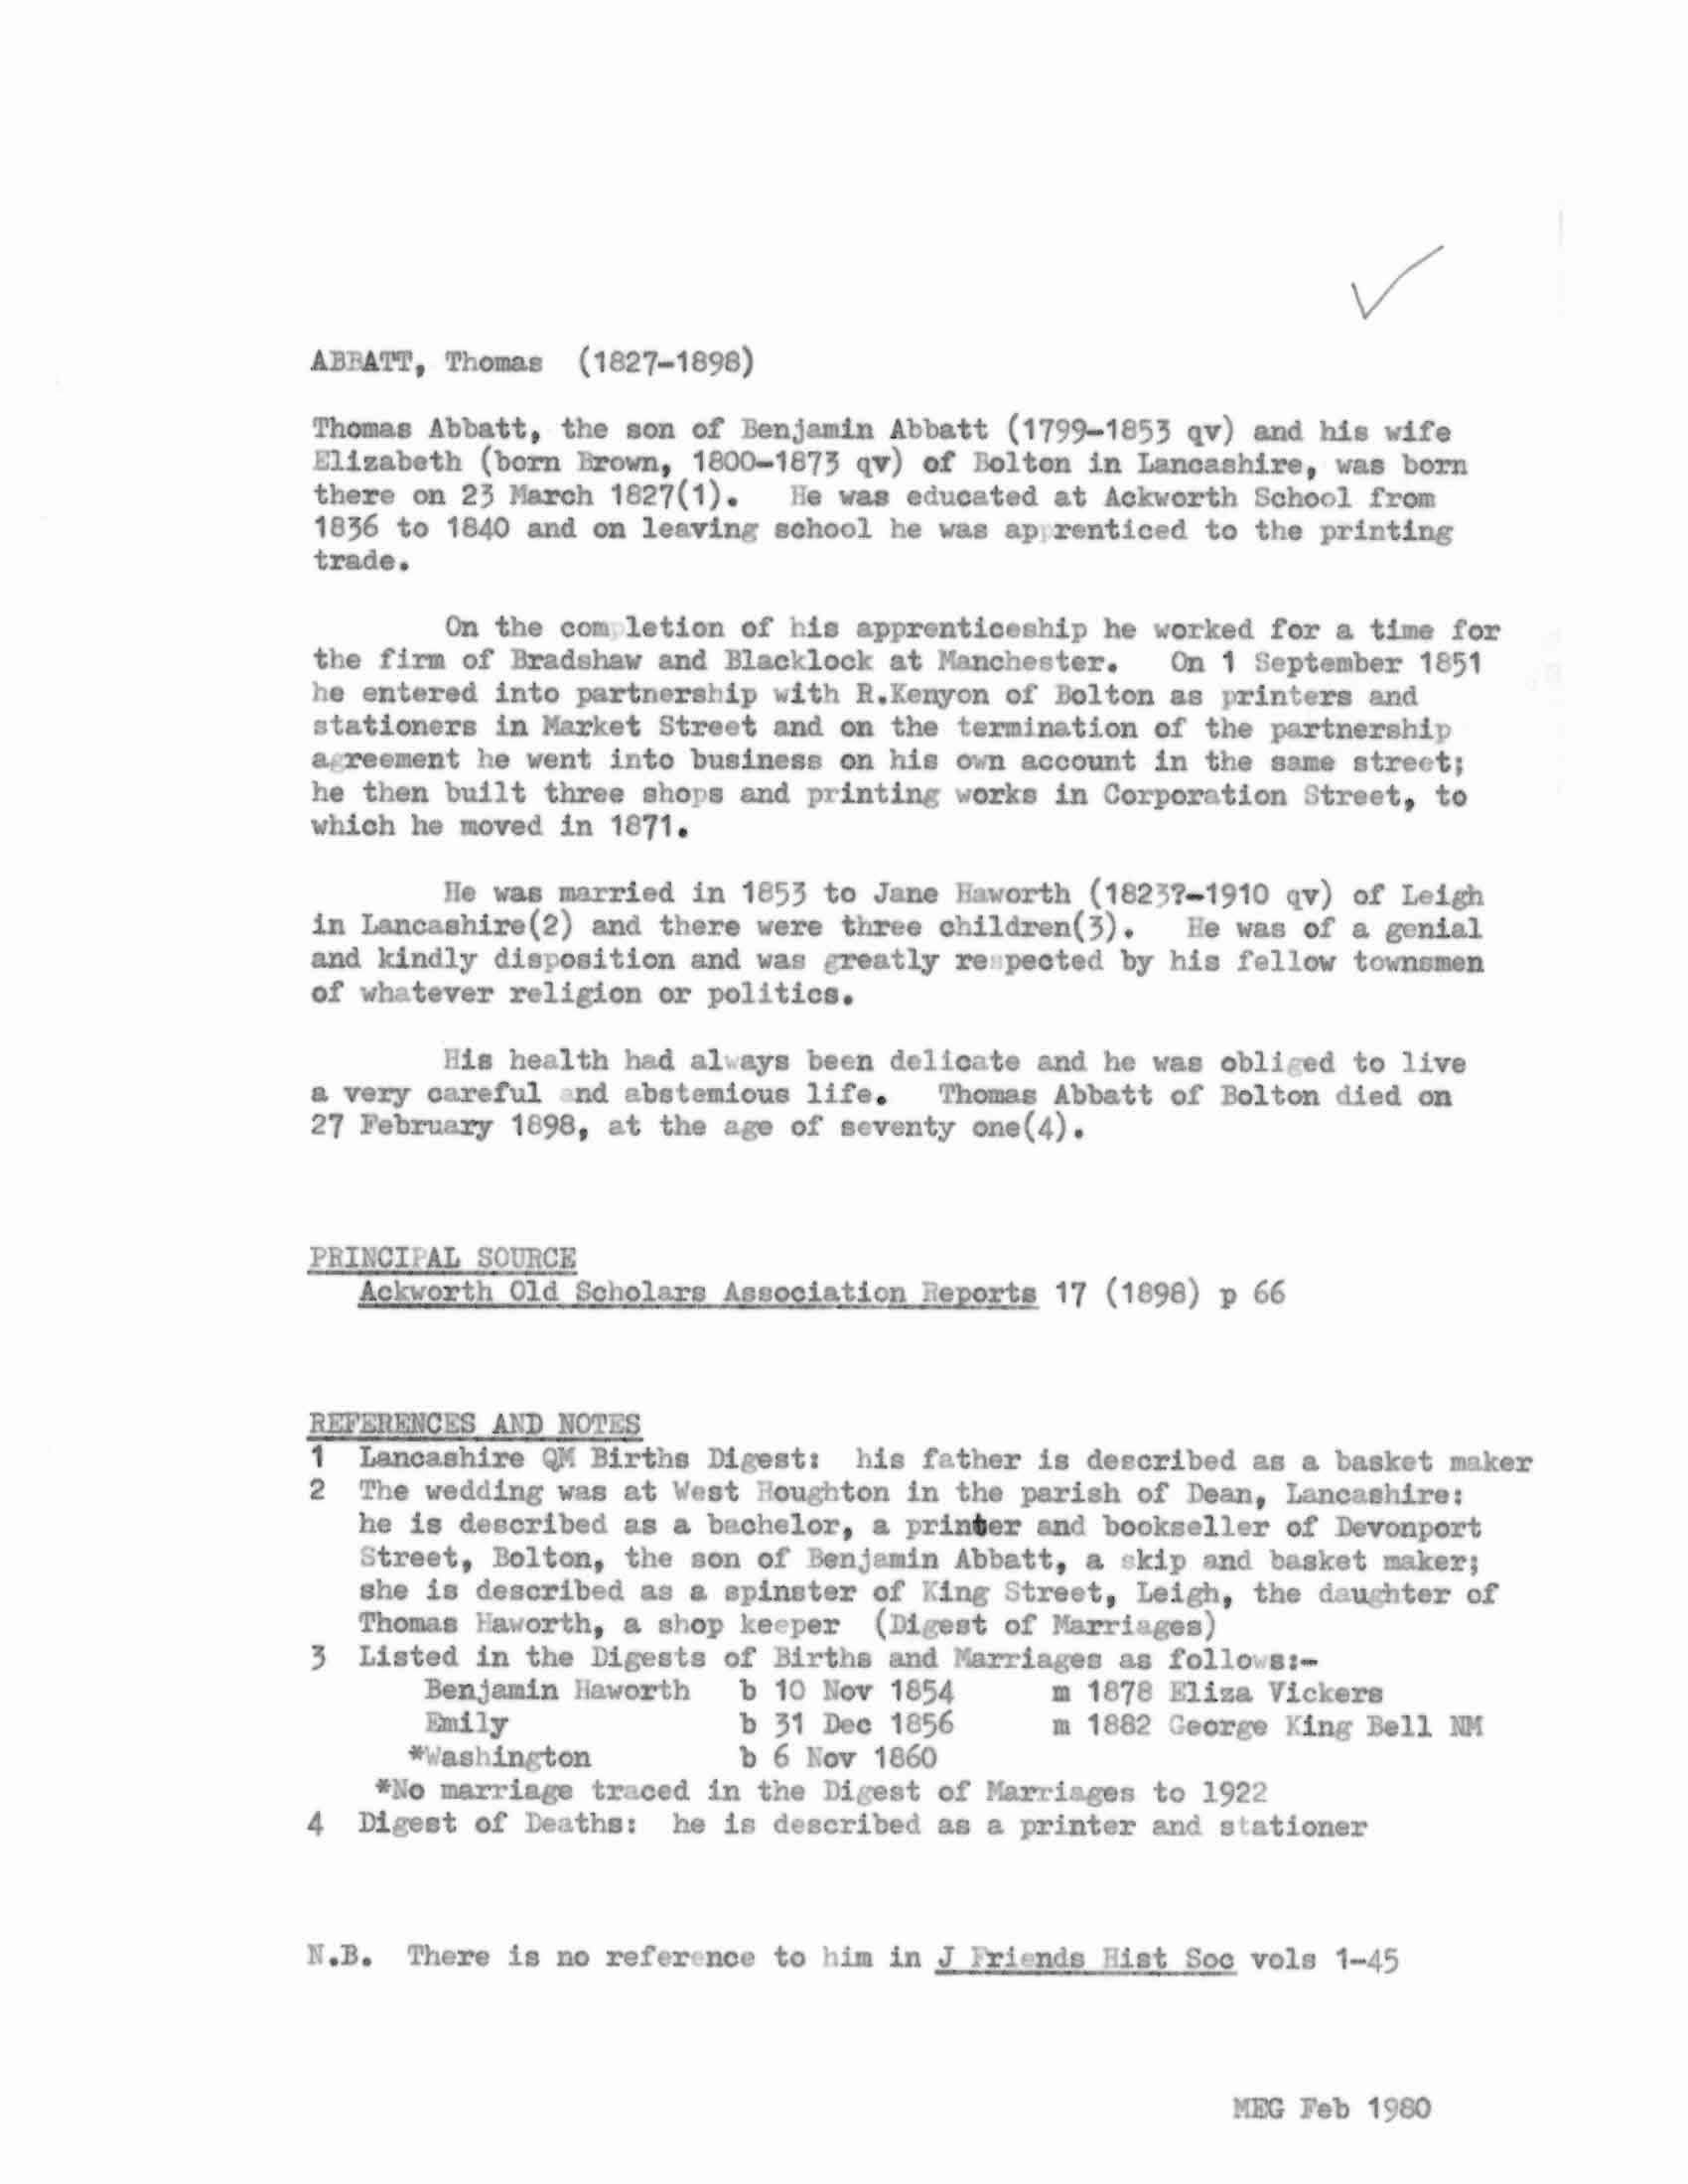 ABBATT, Thomas (1827-1898)
Thomas Abbatt, the son of Benjamin Abbatt (1799-1853 qv) and his wife
Elizabeth (born Brown, 1800-1873 qv) of Bolton in Lancashire, was born
there on 23 March 1827(1). He was educated at Ackworth School from
1836 to 1840 and on leaving school he was apprenticed to the printing
trade.
On the completion of his apprenticeship he worked for a time for
the firm of Bradshaw and Blacklock at Manchester. On 1 September 1851
he entered into partnership with R.Kenyon of Bolton as printers and
stationers in Market Street and on the termination of the partnership
agreement he went into business on his own account in the same street;
he then built three shops and printing works in Corporation Street, to
which he moved in 1871.
He was married in 1853 to Jane Haworth (1823?-1910 qv) of Leigh
in Lancashire(2) and there were three children(3). He was of a genial
and kindly disposition and was greatly respected by his fellow townsmen
of whatever religion or politics.
His health had always been delicate and he was obliged to live
a very careful and abstemious life. Thomas Abbatt of Bolton died on
27 February 1898, at the age of seventy one(4).
PRINCIPAL SOURCE
Ackworth Old Scholars Association Reports 17 (1898) p 66
REFERENCES AND NOTES
1 Lancashire QM Births Digest: his father is described as a basket maker
2 The wedding was at West Houghton in the parish of Dean, Lancashire:
he is described as a bachelor, a printer and bookseller of Devonport
Street, Bolton, the son of Benjamin Abbatt, a skip and basket maker;
she is described as a spinster of King Street, Leigh, the daughter of
Thomas Haworth, a shop keeper (Digest of Marriages)
3 Listed in the Digests of Births and Marriages as follows:-
Benjamin Haworth b 10 Nov 1854 m 1878 Eliza Vickers
Emily b 31 Dec 1856 m 1882 George King Bell NM
*Washington b 6 Nov 1860
*No marriage traced in the Digest of Marriages to 1922
4 Digest of Deaths: he is described as a printer and stationer
N.B. There is no reference to him in J Friends Hist Soc vols 1-45
MEG Feb 1980